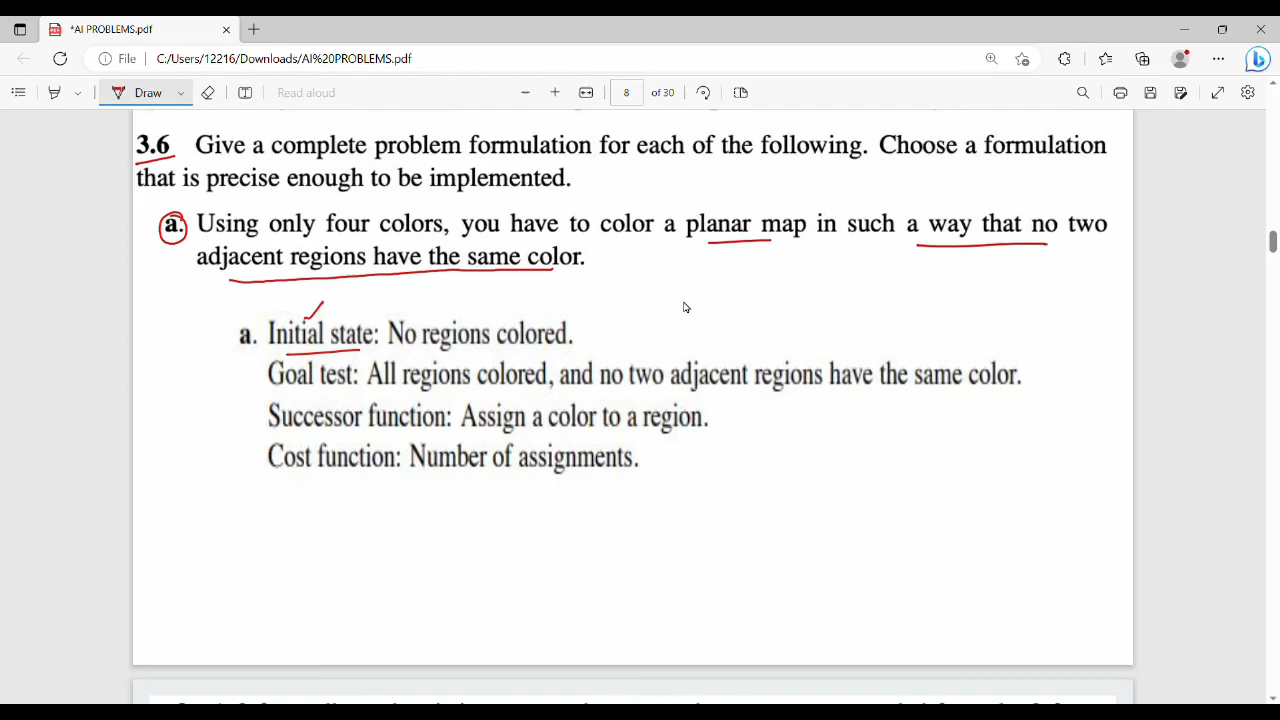 *AI PROBLEMS.pdf
File C:/Users/12216/Downloads/AI%20PROBLEMS.pdf
Draw Read aloud 8 of 30
3.6 Give a complete problem formulation for each of the following. Choose a formulation
that is precise enough to be implemented.
a. Using only four colors, you have to color a planar map in such a way that no two
adjacent regions have the same color.
a. Initial state: No regions colored.
Goal test: All regions colored, and no two adjacent regions have the same color.
Successor function: Assign a color to a region.
Cost function: Number of assignments.